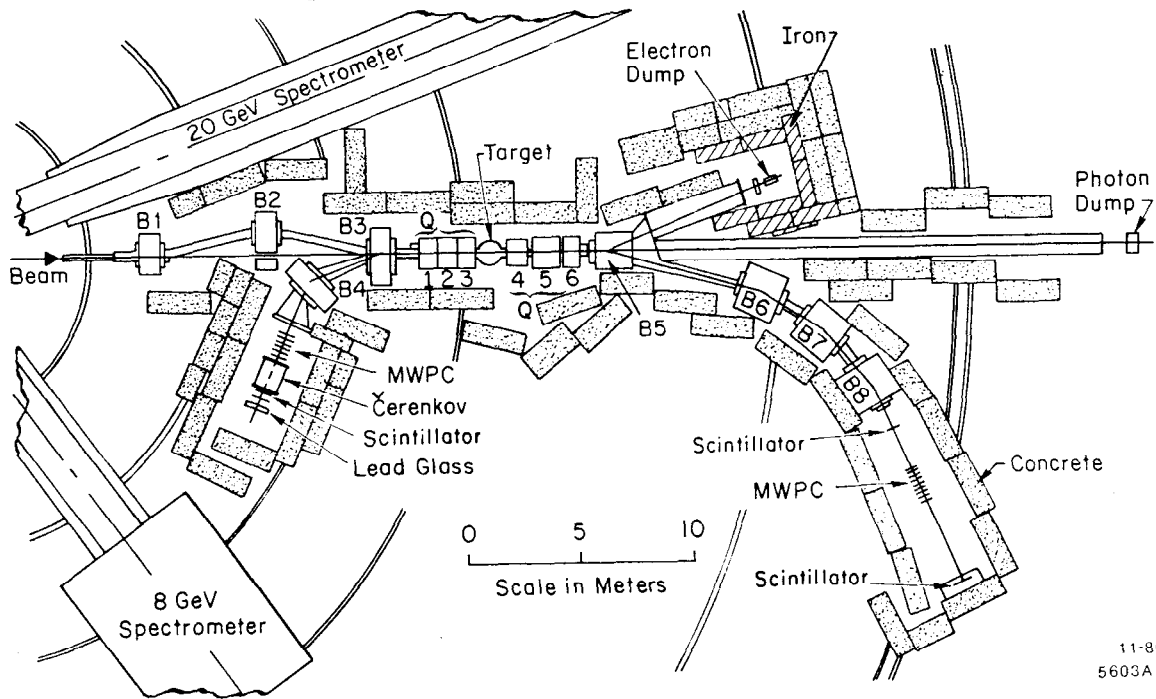 20 GeV Spectrometer
Electron
Dump
Iron
Target
Photon
Dump
B1
B2
B3
Q
Beam
B4
1 2 3
4 5 6
Q
B5
B6
B7
B8
MWPC
Čerenkov
Scintillator
Lead Glass
Scintillator
MWPC
Concrete
Scintillator
0 5 10
Scale in Meters
8 GeV
Spectrometer
11-8
5603A